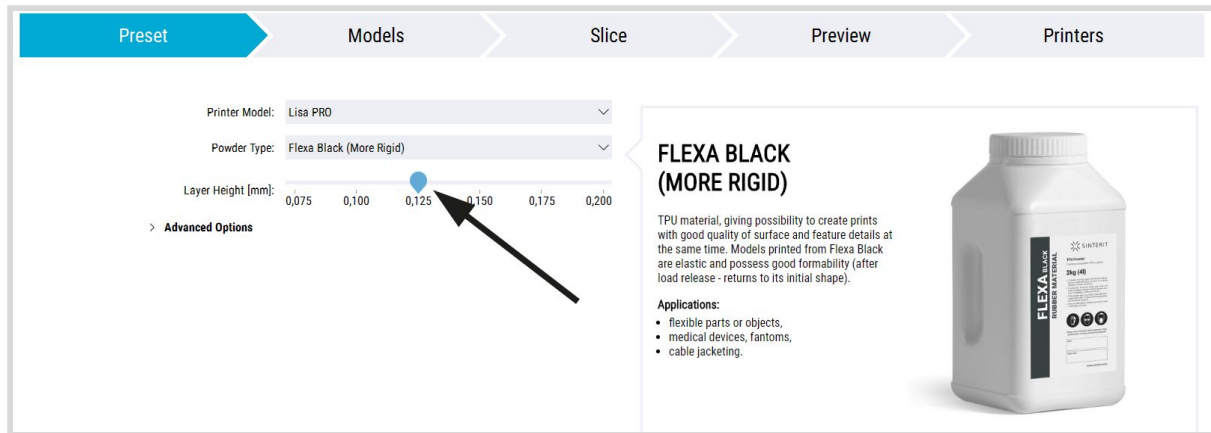 Preset
Models
Slice
Preview
Printers
Printer Model:
Lisa PRO
Powder Type:
Flexa Black (More Rigid)
Layer Height [mm]:
0,075 0,100 0,125 0,150 0,175 0,200
> Advanced Options
FLEXA BLACK
(MORE RIGID)
TPU material, giving possibility to create prints
with good quality of surface and feature details at
the same time. Models printed from Flexa Black
are elastic and possess good formability (after
load release - returns to its initial shape).
Applications:
• flexible parts or objects,
• medical devices, fantoms,
• cable jacketing.
FLEXA BLACK
RUBBER MATERIAL
SINTERIT
2kg (4l)